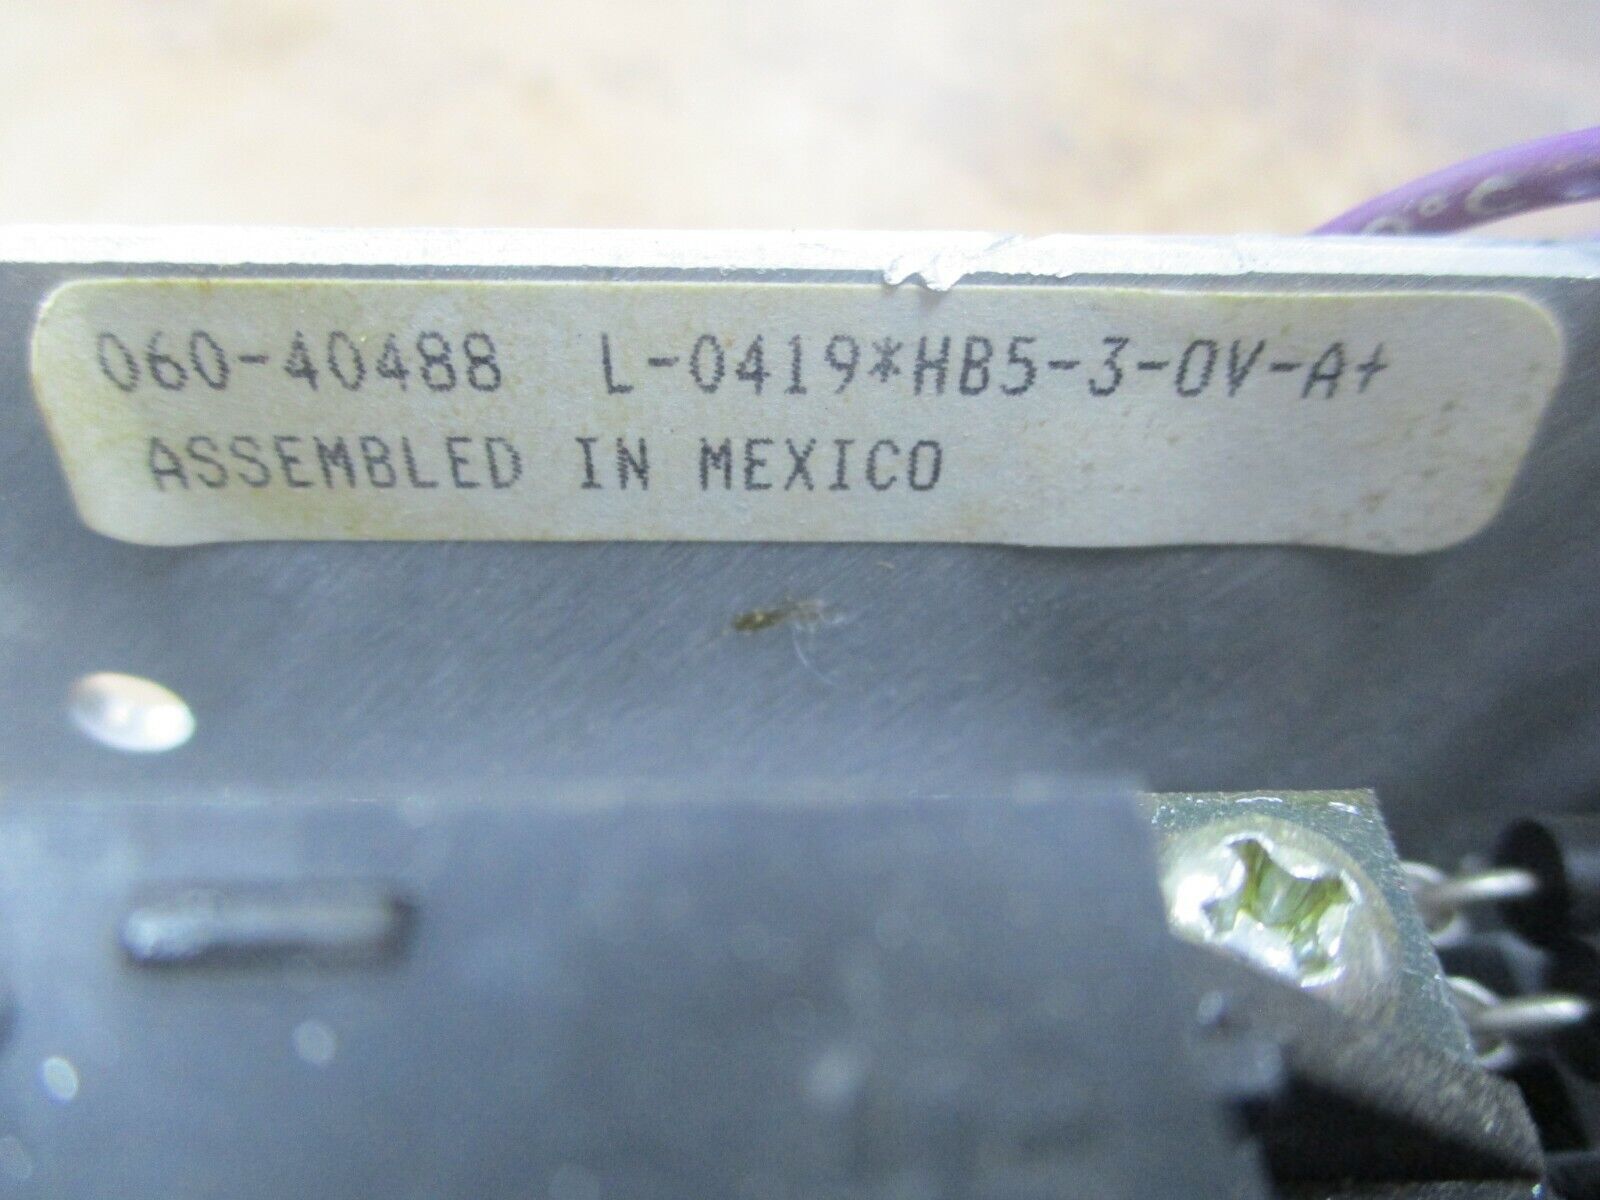 060-40488 L-0419*HB5-3-OV-A+
ASSEMBLED IN MEXICO
°C